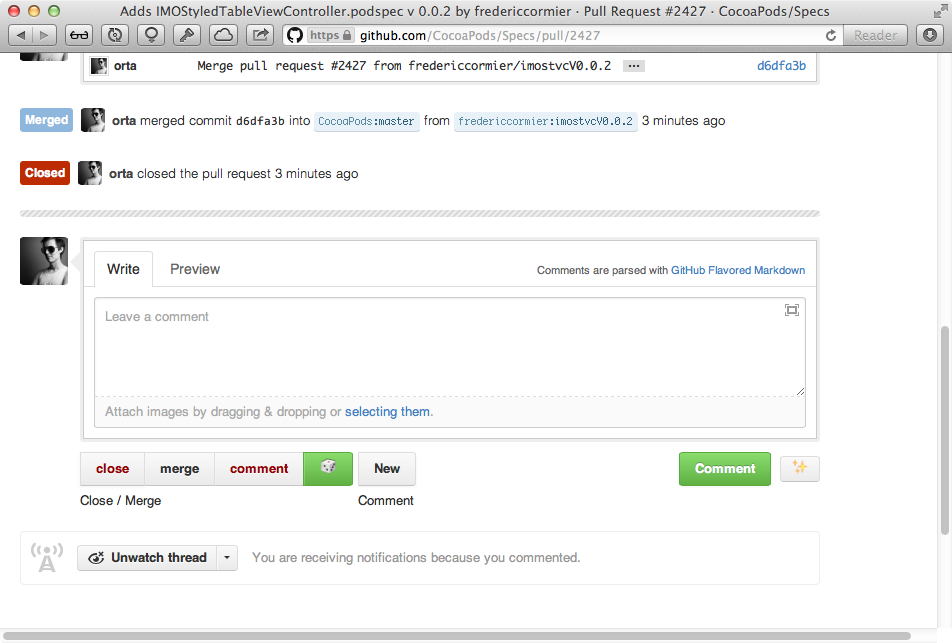 Adds IMOStyledTableViewController.podspec v 0.0.2 by fredericcormier · Pull Request #2427 · CocoaPods/Specs
https github.com/CocoaPods/Specs/pull/2427 Reader
orta Merge pull request #2427 from fredericcormier/imostvcV0.0.2 ... d6dfa3b
Merged orta merged commit d6dfa3b into CocoaPods:master from fredericcormier:imostvcV0.0.2 3 minutes ago
Closed orta closed the pull request 3 minutes ago
Write Preview Comments are parsed with GitHub Flavored Markdown
Leave a comment
Attach images by dragging & dropping or selecting them.
close merge comment New Comment
Close / Merge Comment
Unwatch thread You are receiving notifications because you commented.